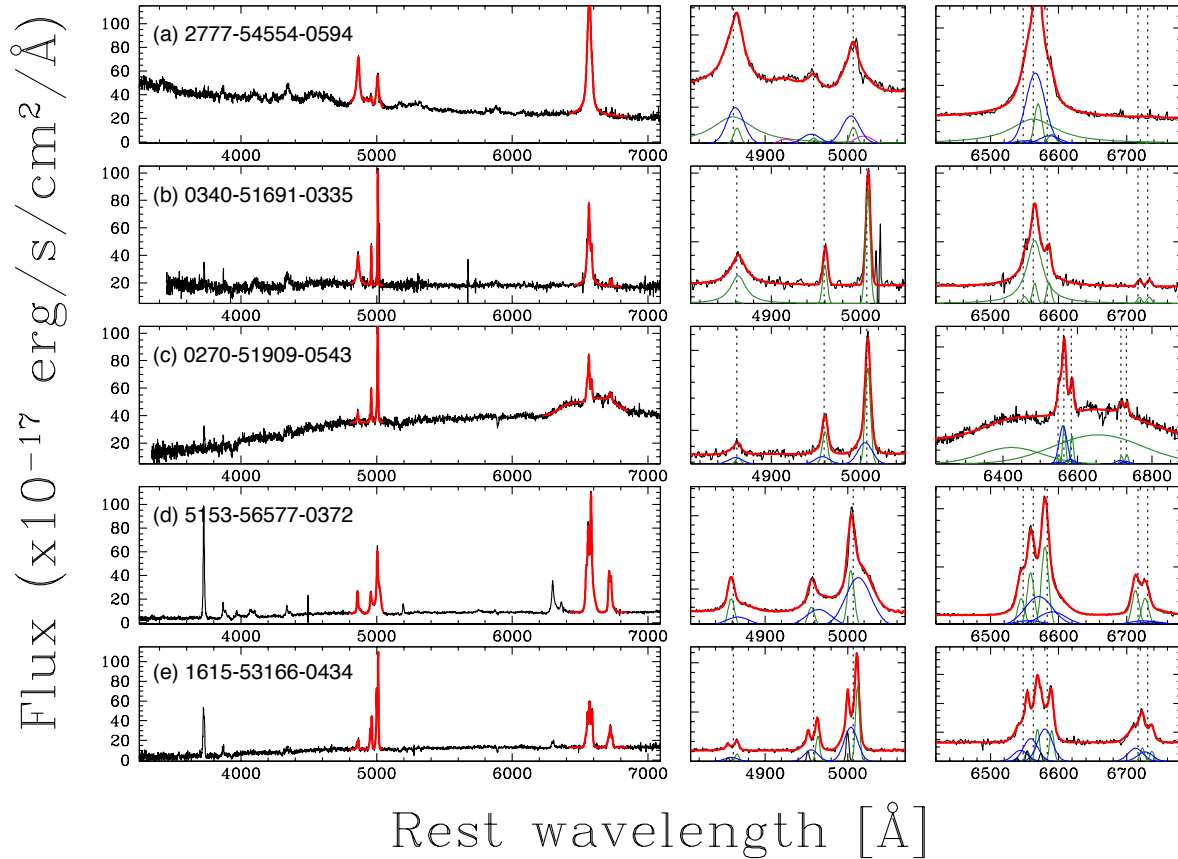 Flux (x10⁻¹⁷ erg/s/cm²/Å)
(a) 2777-54554-0594
100
80
60
40
20
0
4000 5000 6000 7000
4900 5000
6500 6600 6700
(b) 0340-51691-0335
100
80
60
40
20
4000 5000 6000 7000
4900 5000
6500 6600 6700
(c) 0270-51909-0543
100
80
60
40
20
4000 5000 6000 7000
4900 5000
6400 6600 6800
(d) 5153-56577-0372
100
80
60
40
20
0
4000 5000 6000 7000
4900 5000
6500 6600 6700
(e) 1615-53166-0434
100
80
60
40
20
0
4000 5000 6000 7000
4900 5000
6500 6600 6700
Rest wavelength [Å]